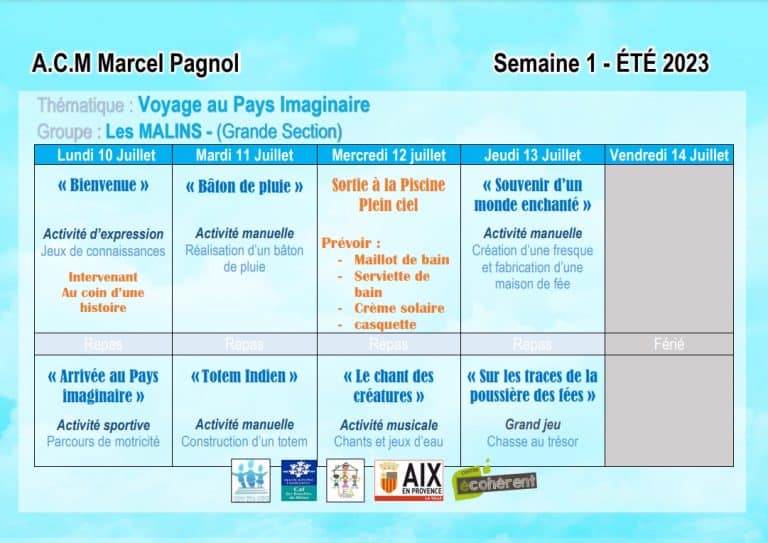 A.C.M Marcel Pagnol
Semaine 1 - ÉTÉ 2023
Thématique : Voyage au Pays Imaginaire
Groupe : Les MALINS - (Grande Section)
Lundi 10 Juillet
Mardi 11 Juillet
Mercredi 12 juillet
Jeudi 13 Juillet
Vendredi 14 Juillet
« Bienvenue »
Activité d'expression
Jeux de connaissances
Intervenant
Au coin d'une
histoire
« Bâton de pluie »
Activité manuelle
Réalisation d'un bâton
de pluie
Sortie à la Piscine
Plein ciel
Prévoir :
- Maillot de bain
- Serviette de
bain
- Crème solaire
- casquette
« Souvenir d'un
monde enchanté »
Activité manuelle
Création d'une fresque
et fabrication d'une
maison de fée
Repas
Repas
Repas
Repas
Férié
« Arrivée au Pays
imaginaire »
Activité sportive
Parcours de motricité
« Totem Indien »
Activité manuelle
Construction d'un totem
« Le chant des
créatures »
Activité musicale
Chants et jeux d'eau
« Sur les traces de la
poussière des fées »
Grand jeu
Chasse au trésor
AIX
EN PROVENCE
LA VILLE
écohérent